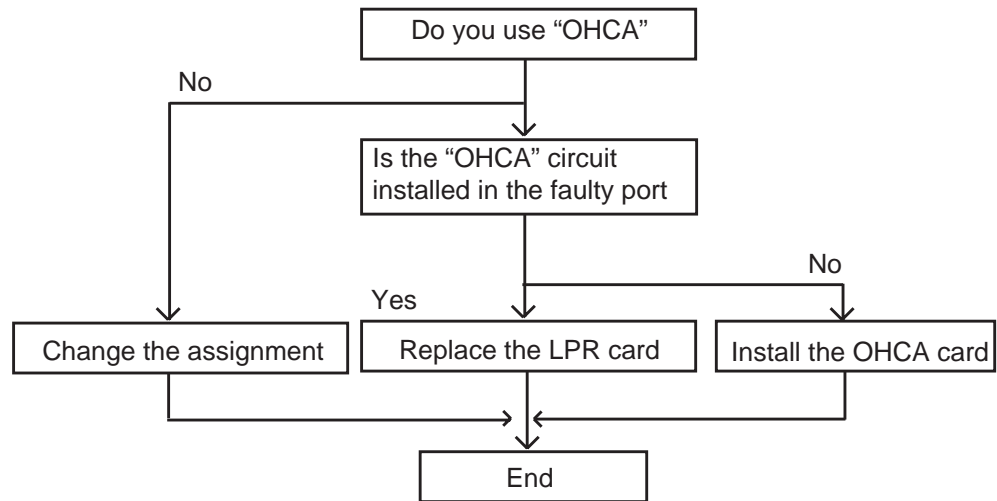 Do you use “OHCA”
No
Is the “OHCA” circuit
installed in the faulty port
No
Yes
Change the assignment
Replace the LPR card
Install the OHCA card
End